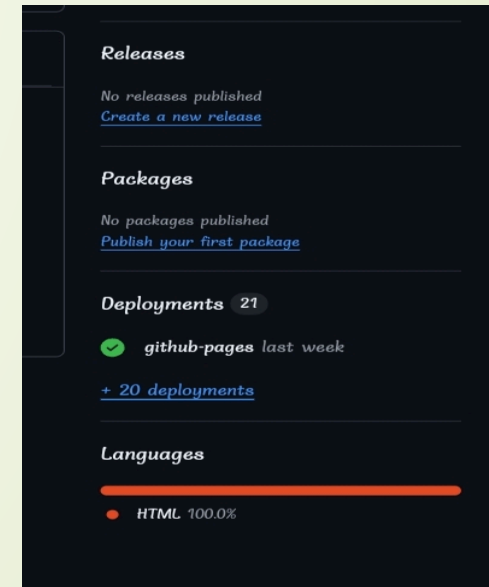 Releases
No releases published
Create a new release
Packages
No packages published
Publish your first package
Deployments 21
github-pages last week
+ 20 deployments
Languages
HTML 100.0%